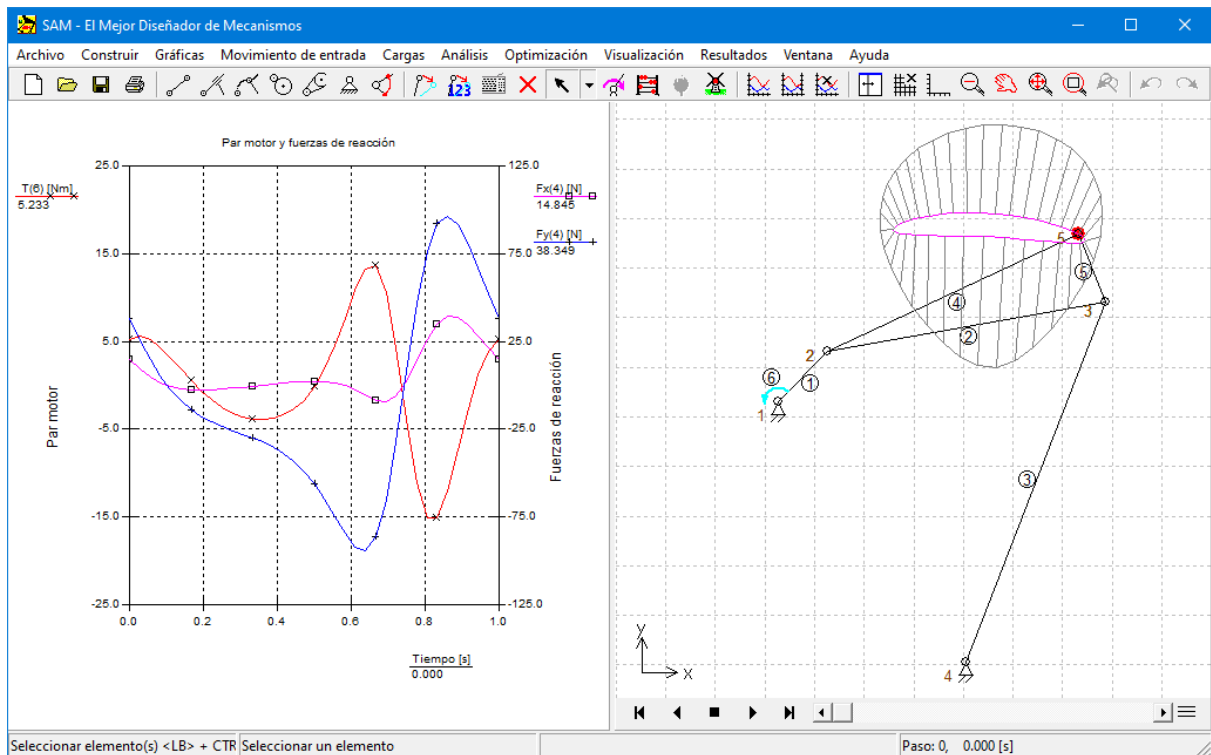 SAM - El Mejor Diseñador de Mecanismos
Archivo Construir Gráficas Movimiento de entrada Cargas Análisis Optimización Visualización Resultados Ventana Ayuda
123
Par motor y fuerzas de reacción
25.0 125.0
T(6) [Nm] Fx(4) [N]
5.233 14.845
Fy(4) [N]
15.0 75.0 38.349
5.0 25.0
Par motor
Fuerzas de reacción
-5.0 -25.0
-15.0 -75.0
-25.0 -125.0
0.0 0.2 0.4 0.6 0.8 1.0
Tiempo [s]
0.000
5
5
4
3
2
2
6
1
1
3
4
y
x
Seleccionar elemento(s) <LB> + CTR Seleccionar un elemento Paso: 0, 0.000 [s]